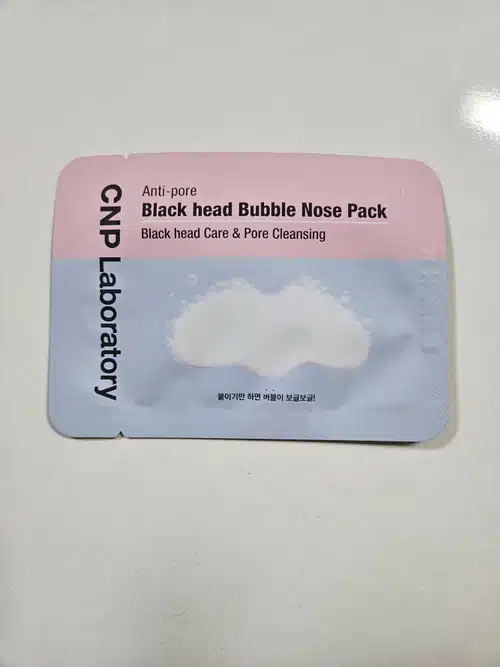 CNP Laboratory
Anti-pore
Black head Bubble Nose Pack
Black head Care & Pore Cleansing
붙이기만 하면 버블이 보글보글!